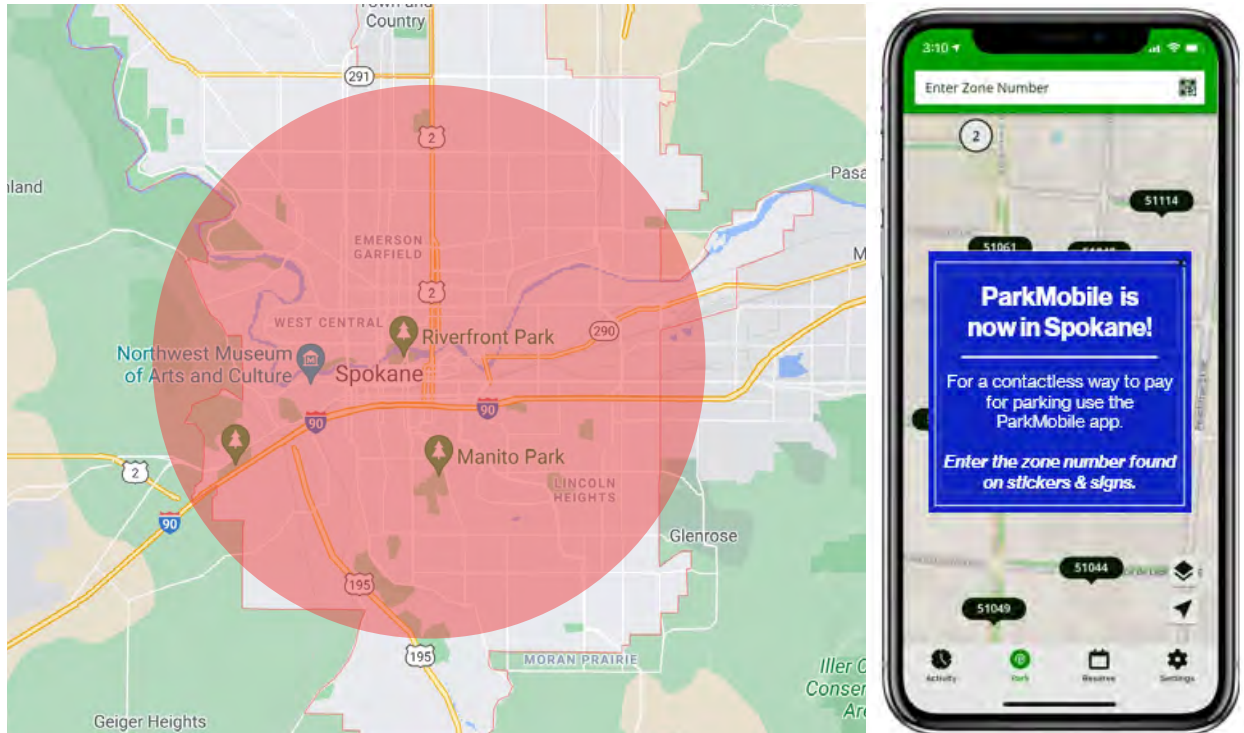 Country
291
2
land
Pasa
EMERSON
GARFIELD
M
2
WEST CENTRAL
Riverfront Park
290
Northwest Museum
of Arts and Culture
Spokane
90
90
Manito Park
2
LINCOLN
HEIGHTS
90
Glenrose
195
195
MORAN PRAIRIE
Iller C
Conser
Are
Geiger Heights
3:10
Enter Zone Number
2
51114
51061
ParkMobile is
now in Spokane!
For a contactless way to pay
for parking use the
ParkMobile app.
Enter the zone number found
on stickers & signs.
51044
51049
Activity
Park
Reserve
Settings